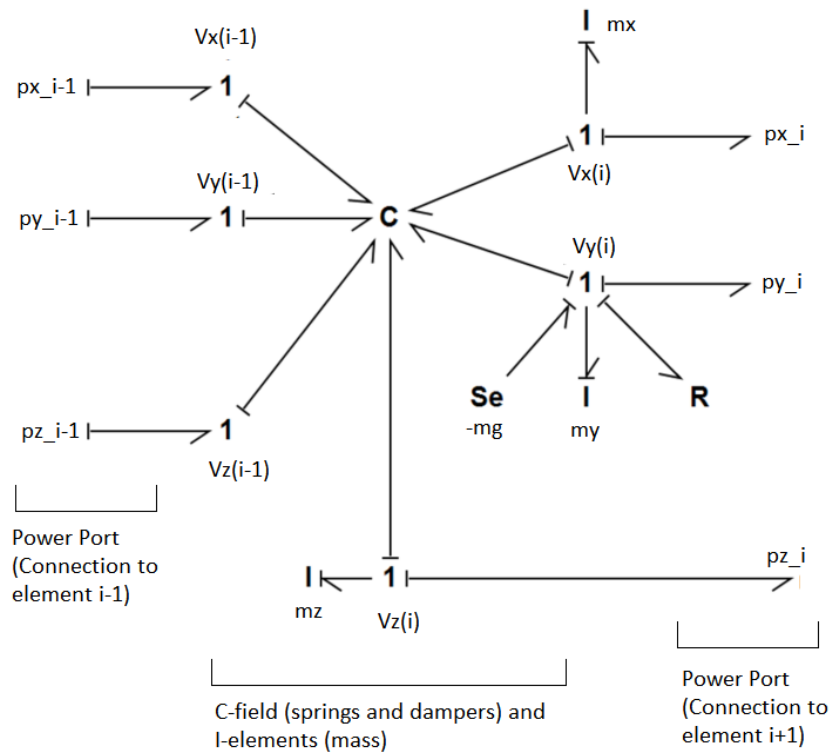 I mx
Vx(i-1)
px_i-1 1
1 px_i
Vx(i)
Vy(i-1)
py_i-1 1 C
Vy(i)
1 py_i
Se I R
-mg my
pz_i-1 1
Vz(i-1)
Power Port
(Connection to
element i-1)
pz_i
I 1
mz Vz(i)
C-field (springs and dampers) and
I-elements (mass)
Power Port
(Connection to
element i+1)